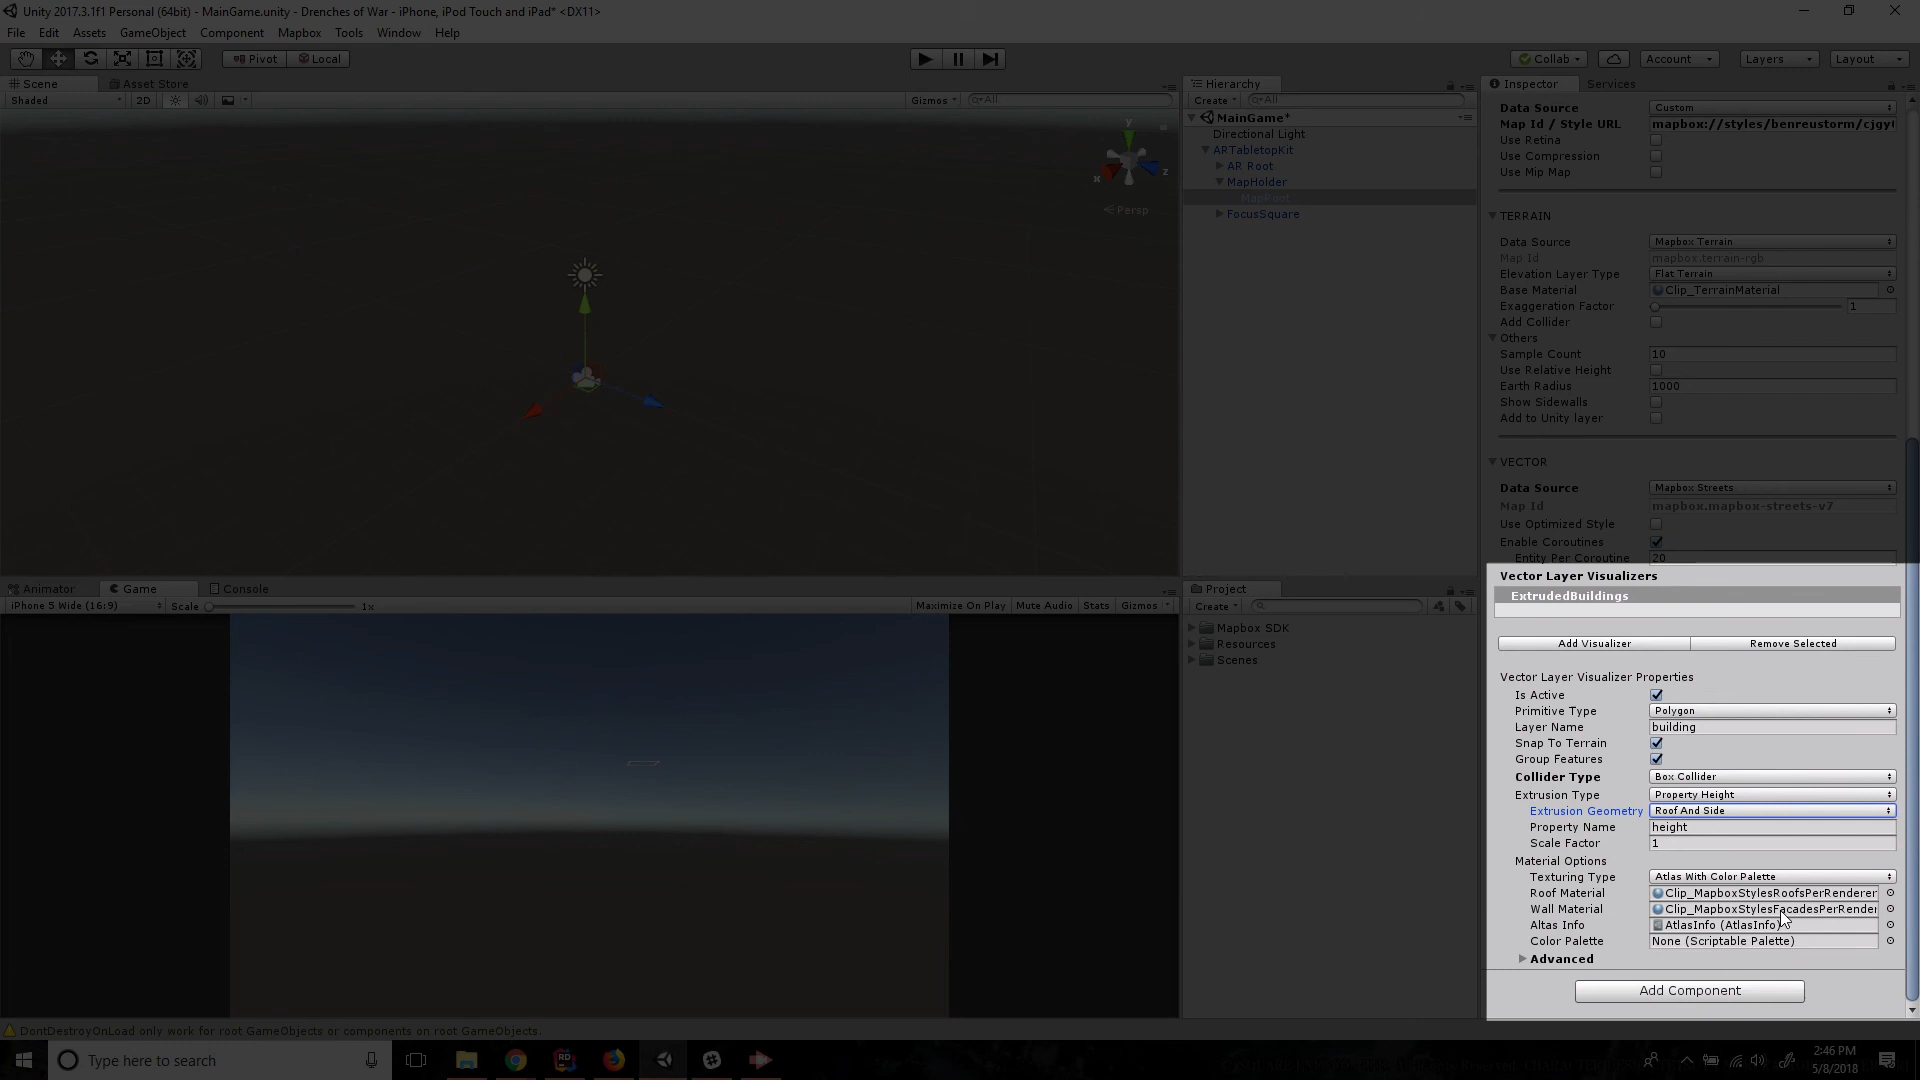 Unity 2017.3.1f1 Personal (64bit) - MainGame.unity - Drenches of War - iPhone, iPod Touch and iPad* <DX11>
File Edit Assets GameObject Component Mapbox Tools Window Help
Pivot Local Collab Account Layers Layout
Scene Asset Store
Shaded 2D Gizmos All
y
x
z
Persp
Hierarchy
Create All
MainGame*
Directional Light
ARTabletopKit
AR Root
MapHolder
MapRoot
FocusSquare
Inspector Services
Data Source Custom
Map Id / Style URL mapbox://styles/benreustorm/cjgyt
Use Retina
Use Compression
Use Mip Map
TERRAIN
Data Source Mapbox Terrain
Map Id mapbox.terrain-rgb
Elevation Layer Type Flat Terrain
Base Material Clip_TerrainMaterial
Exaggeration Factor 1
Add Collider
Others
Sample Count 10
Use Relative Height
Earth Radius 1000
Show Sidewalls
Add to Unity layer
VECTOR
Data Source Mapbox Streets
Map Id mapbox.mapbox-streets-v7
Use Optimized Style
Enable Coroutines
Entity Per Coroutine 20
Vector Layer Visualizers
ExtrudedBuildings
Add Visualizer Remove Selected
Vector Layer Visualizer Properties
Is Active
Primitive Type Polygon
Layer Name building
Snap To Terrain
Group Features
Collider Type Box Collider
Extrusion Type Property Height
Extrusion Geometry Roof And Side
Property Name height
Scale Factor 1
Material Options
Texturing Type Atlas With Color Palette
Roof Material Clip_MapboxStylesRoofsPerRenderer
Wall Material Clip_MapboxStylesFacadesPerRender
Altas Info AtlasInfo (AtlasInfo)
Color Palette None (Scriptable Palette)
Advanced
Add Component
Animator Game Console
iPhone 5 Wide (16:9) Scale 1x Maximize On Play Mute Audio Stats Gizmos
Project
Create
Mapbox SDK
Resources
Scenes
DontDestroyOnLoad only work for root GameObjects or components on root GameObjects.
Type here to search
RD
2:46 PM
5/8/2018